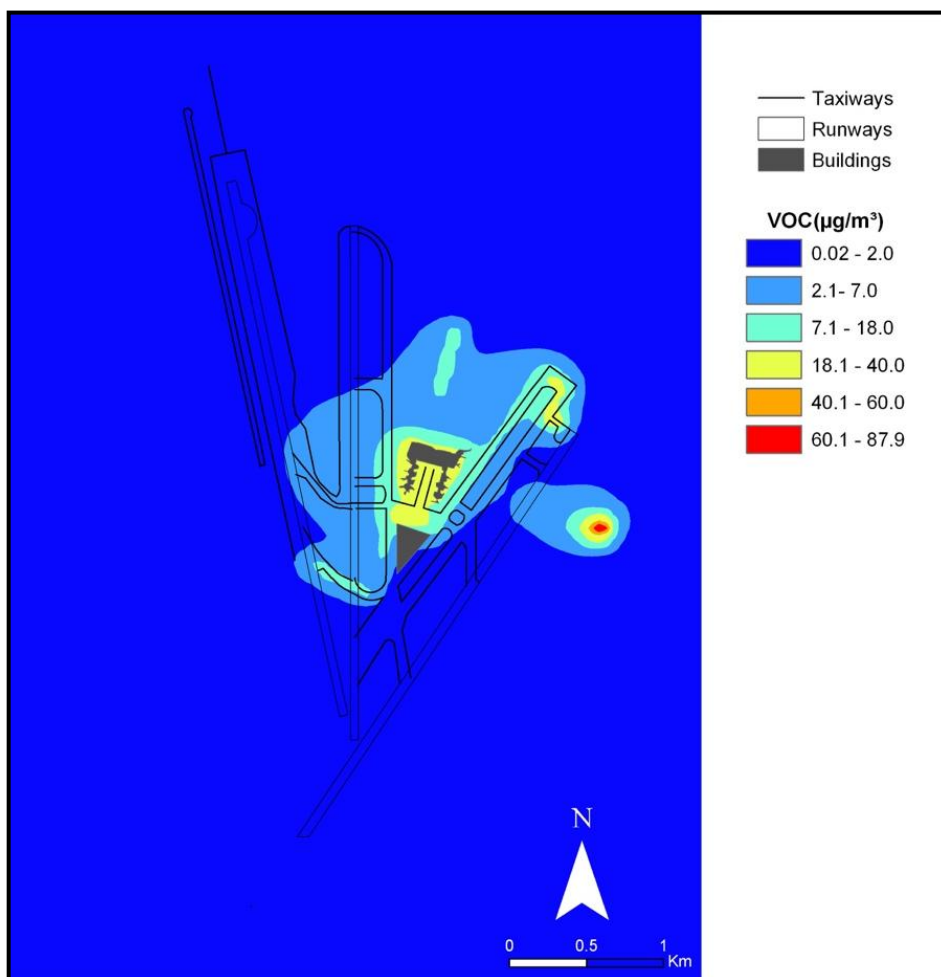 Taxiways
Runways
Buildings
VOC(µg/m³)
0.02 - 2.0
2.1- 7.0
7.1 - 18.0
18.1 - 40.0
40.1 - 60.0
60.1 - 87.9
N
0 0.5 1
Km